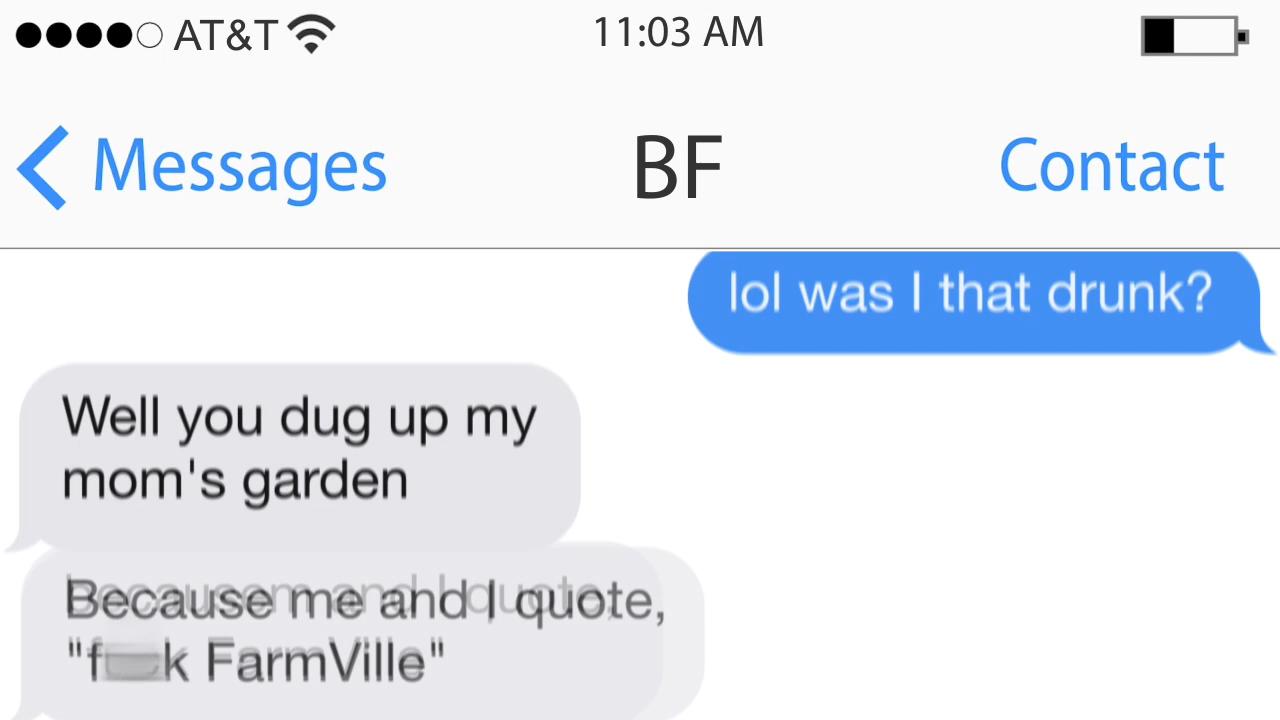 AT&T 11:03 AM
Messages BF Contact
lol was I that drunk?
Well you dug up my
mom's garden
Because me and I quote,
"f k FarmVille"